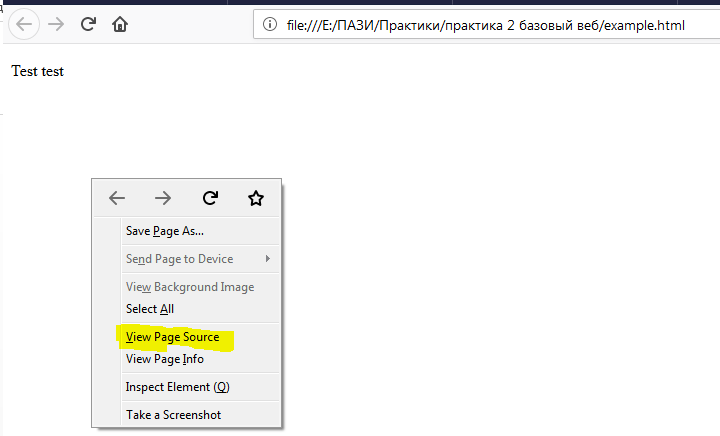 file:///E:/ПАЗИ/Практики/практика 2 базовый веб/example.html
Test test
Save Page As...
Send Page to Device
View Background Image
Select All
View Page Source
View Page Info
Inspect Element (Q)
Take a Screenshot